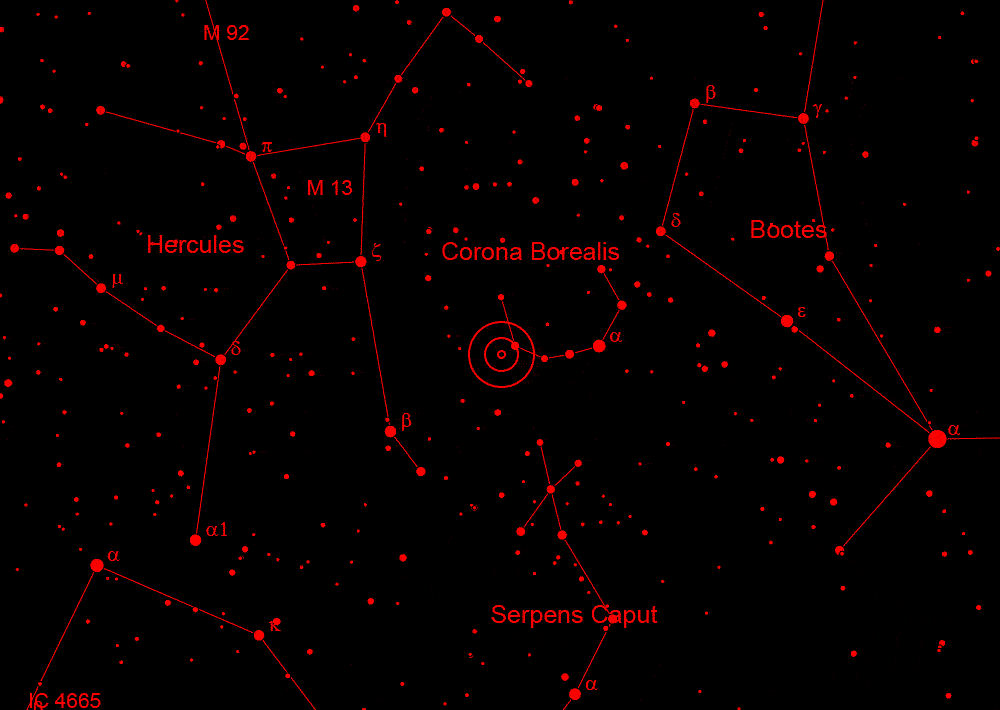 M 92
β
γ
η
π
M 13
δ
Bootes
Hercules
Corona Borealis
ζ
μ
ε
α
δ
β
α
α1
α
Serpens Caput
κ
α
IC 4665